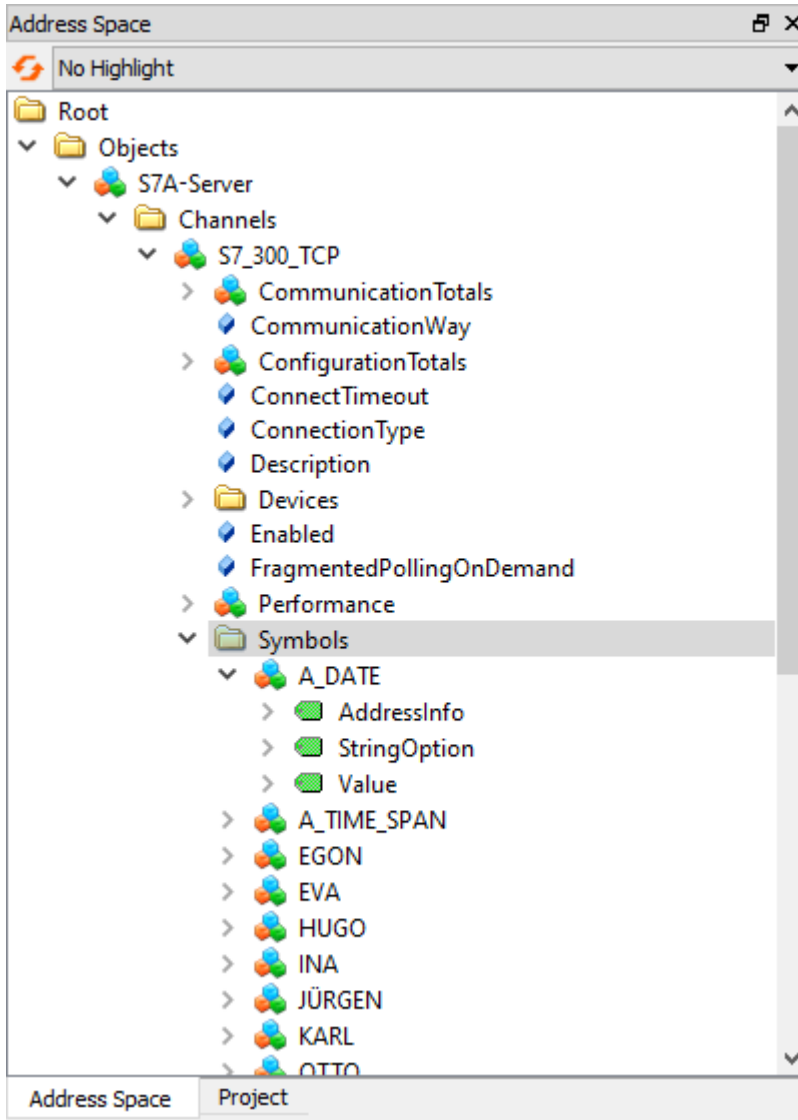 Address Space
No Highlight
Root
Objects
S7A-Server
Channels
S7_300_TCP
CommunicationTotals
CommunicationWay
ConfigurationTotals
ConnectTimeout
ConnectionType
Description
Devices
Enabled
FragmentedPollingOnDemand
Performance
Symbols
A_DATE
AddressInfo
StringOption
Value
A_TIME_SPAN
EGON
EVA
HUGO
INA
JÜRGEN
KARL
OTTO
Address Space Project